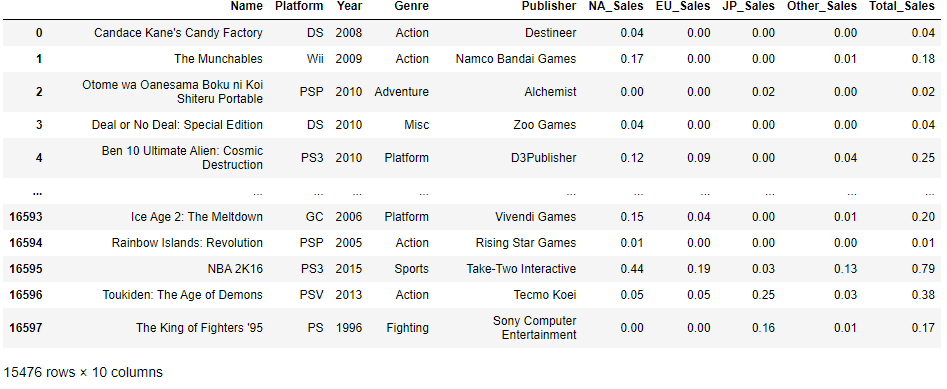 Name Platform Year Genre Publisher NA_Sales EU_Sales JP_Sales Other_Sales Total_Sales
0 Candace Kane's Candy Factory DS 2008 Action Destineer 0.04 0.00 0.00 0.00 0.04
1 The Munchables Wii 2009 Action Namco Bandai Games 0.17 0.00 0.00 0.01 0.18
Otome wa Oanesama Boku ni Koi
2 Shiteru Portable PSP 2010 Adventure Alchemist 0.00 0.00 0.02 0.00 0.02
3 Deal or No Deal: Special Edition DS 2010 Misc Zoo Games 0.04 0.00 0.00 0.00 0.04
Ben 10 Ultimate Alien: Cosmic
4 Destruction PS3 2010 Platform D3Publisher 0.12 0.09 0.00 0.04 0.25
... ... ... ... ... ... ... ... ... ... ...
16593 Ice Age 2: The Meltdown GC 2006 Platform Vivendi Games 0.15 0.04 0.00 0.01 0.20
16594 Rainbow Islands: Revolution PSP 2005 Action Rising Star Games 0.01 0.00 0.00 0.00 0.01
16595 NBA 2K16 PS3 2015 Sports Take-Two Interactive 0.44 0.19 0.03 0.13 0.79
16596 Toukiden: The Age of Demons PSV 2013 Action Tecmo Koei 0.05 0.05 0.25 0.03 0.38
16597 The King of Fighters '95 PS 1996 Fighting Sony Computer 0.00 0.00 0.16 0.01 0.17
Entertainment
15476 rows × 10 columns